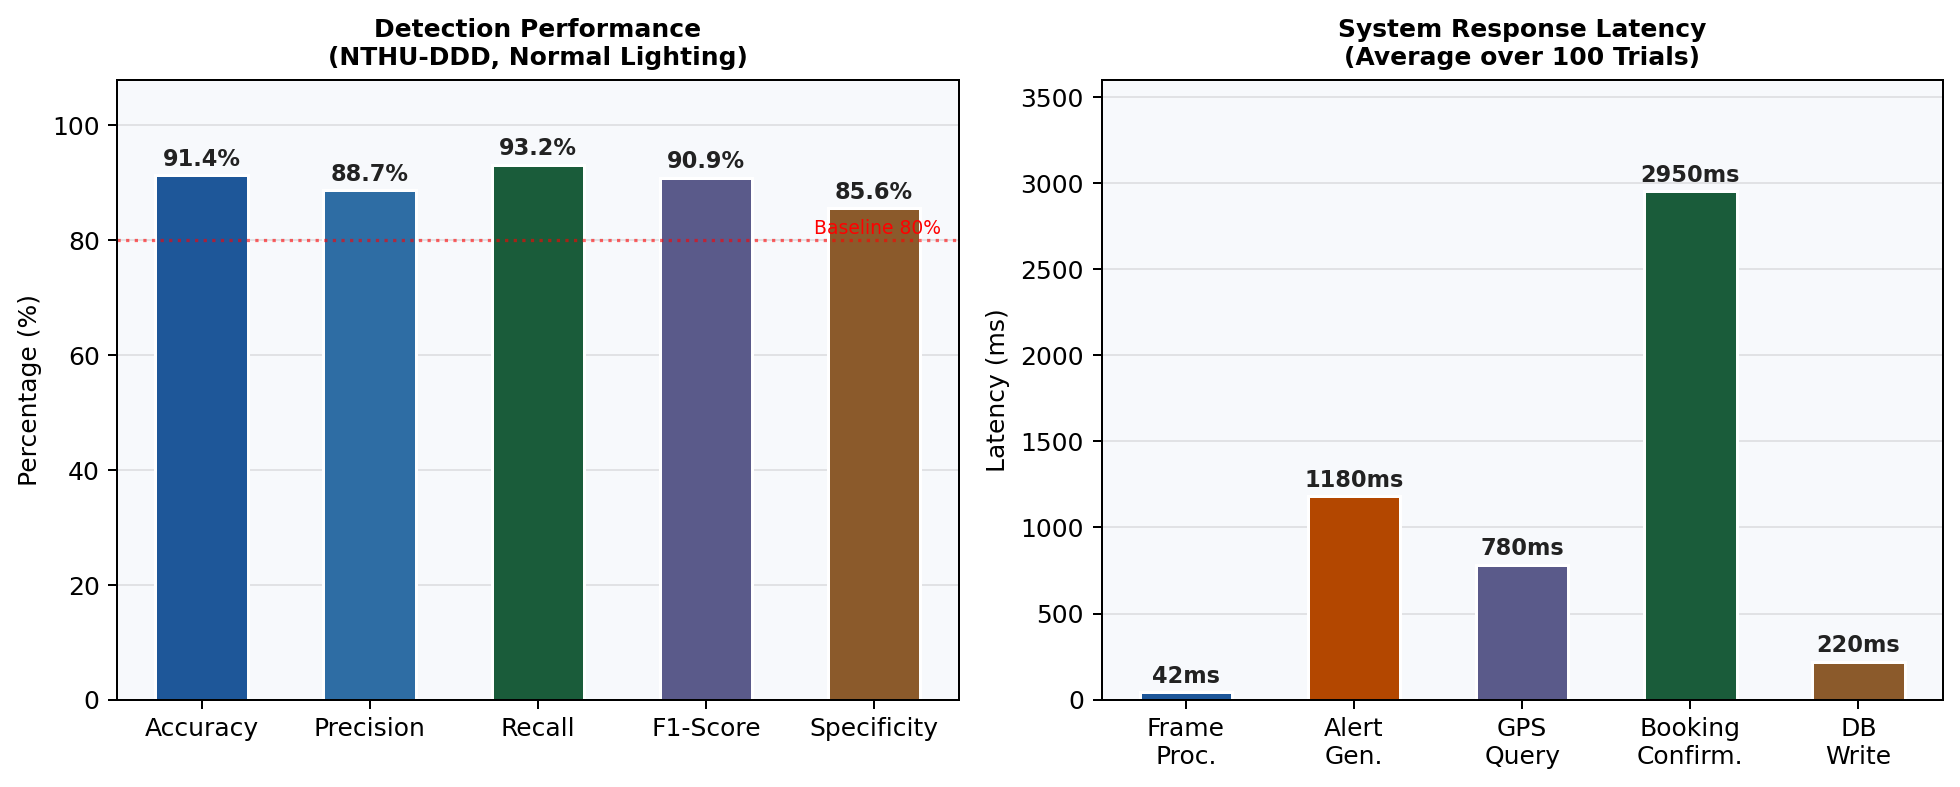 Detection Performance
(NTHU-DDD, Normal Lighting)
Percentage (%)
100
80
60
40
20
0
91.4%
88.7%
93.2%
90.9%
85.6%
Baseline 80%
Accuracy
Precision
Recall
F1-Score
Specificity
System Response Latency
(Average over 100 Trials)
Latency (ms)
3500
3000
2500
2000
1500
1000
500
0
42ms
1180ms
780ms
2950ms
220ms
Frame
Proc.
Alert
Gen.
GPS
Query
Booking
Confirm.
DB
Write